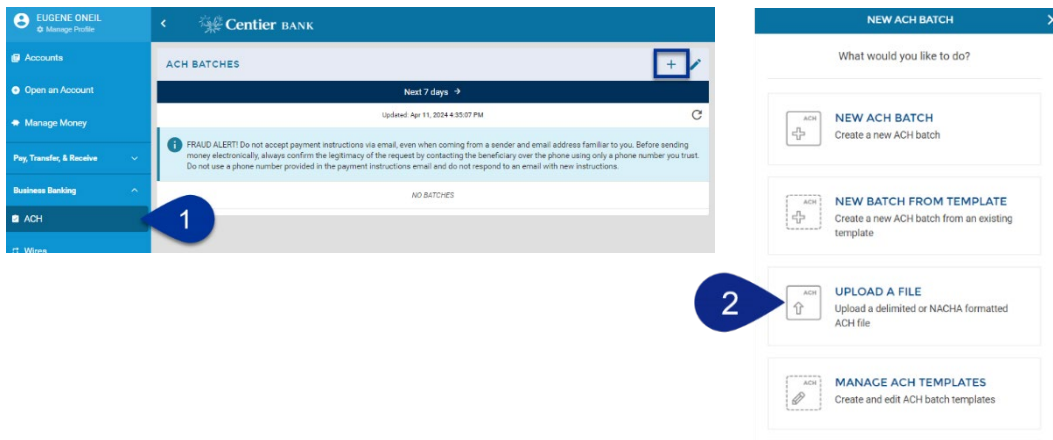 EUGENE ONEIL
Manage Profile
Accounts
Open an Account
Manage Money
Pay, Transfer, & Receive
Business Banking
ACH
Wires
1
Centier BANK
ACH BATCHES
Next 7 days →
Updated: Apr 11, 2024 4:35:07 PM
FRAUD ALERT! Do not accept payment instructions via email, even when coming from a sender and email address familiar to you. Before sending
money electronically, always confirm the legitimacy of the request by contacting the beneficiary over the phone using only a phone number you trust.
Do not use a phone number provided in the payment instructions email and do not respond to an email with new instructions.
NO BATCHES
NEW ACH BATCH
What would you like to do?
ACH
NEW ACH BATCH
Create a new ACH batch
ACH
NEW BATCH FROM TEMPLATE
Create a new ACH batch from an existing
template
2
ACH
UPLOAD A FILE
Upload a delimited or NACHA formatted
ACH file
ACH
MANAGE ACH TEMPLATES
Create and edit ACH batch templates